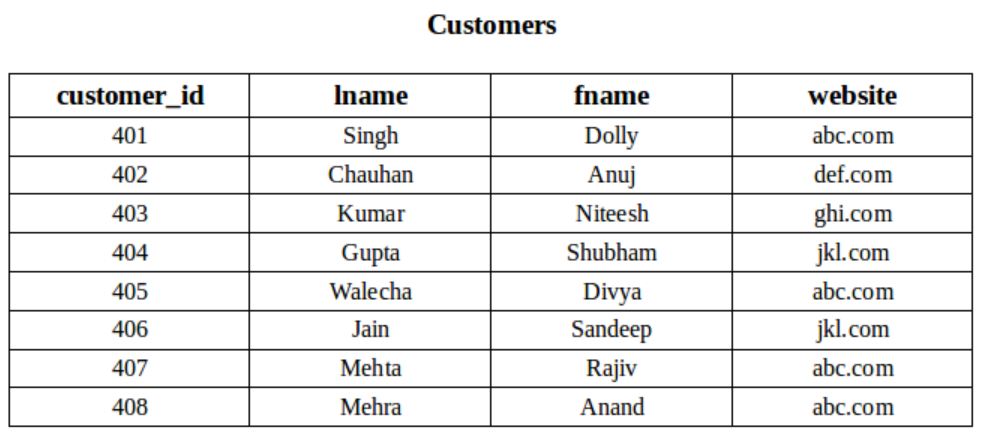 Customers
customer_id lname fname website
401 Singh Dolly abc.com
402 Chauhan Anuj def.com
403 Kumar Niteesh ghi.com
404 Gupta Shubham jkl.com
405 Walecha Divya abc.com
406 Jain Sandeep jkl.com
407 Mehta Rajiv abc.com
408 Mehra Anand abc.com